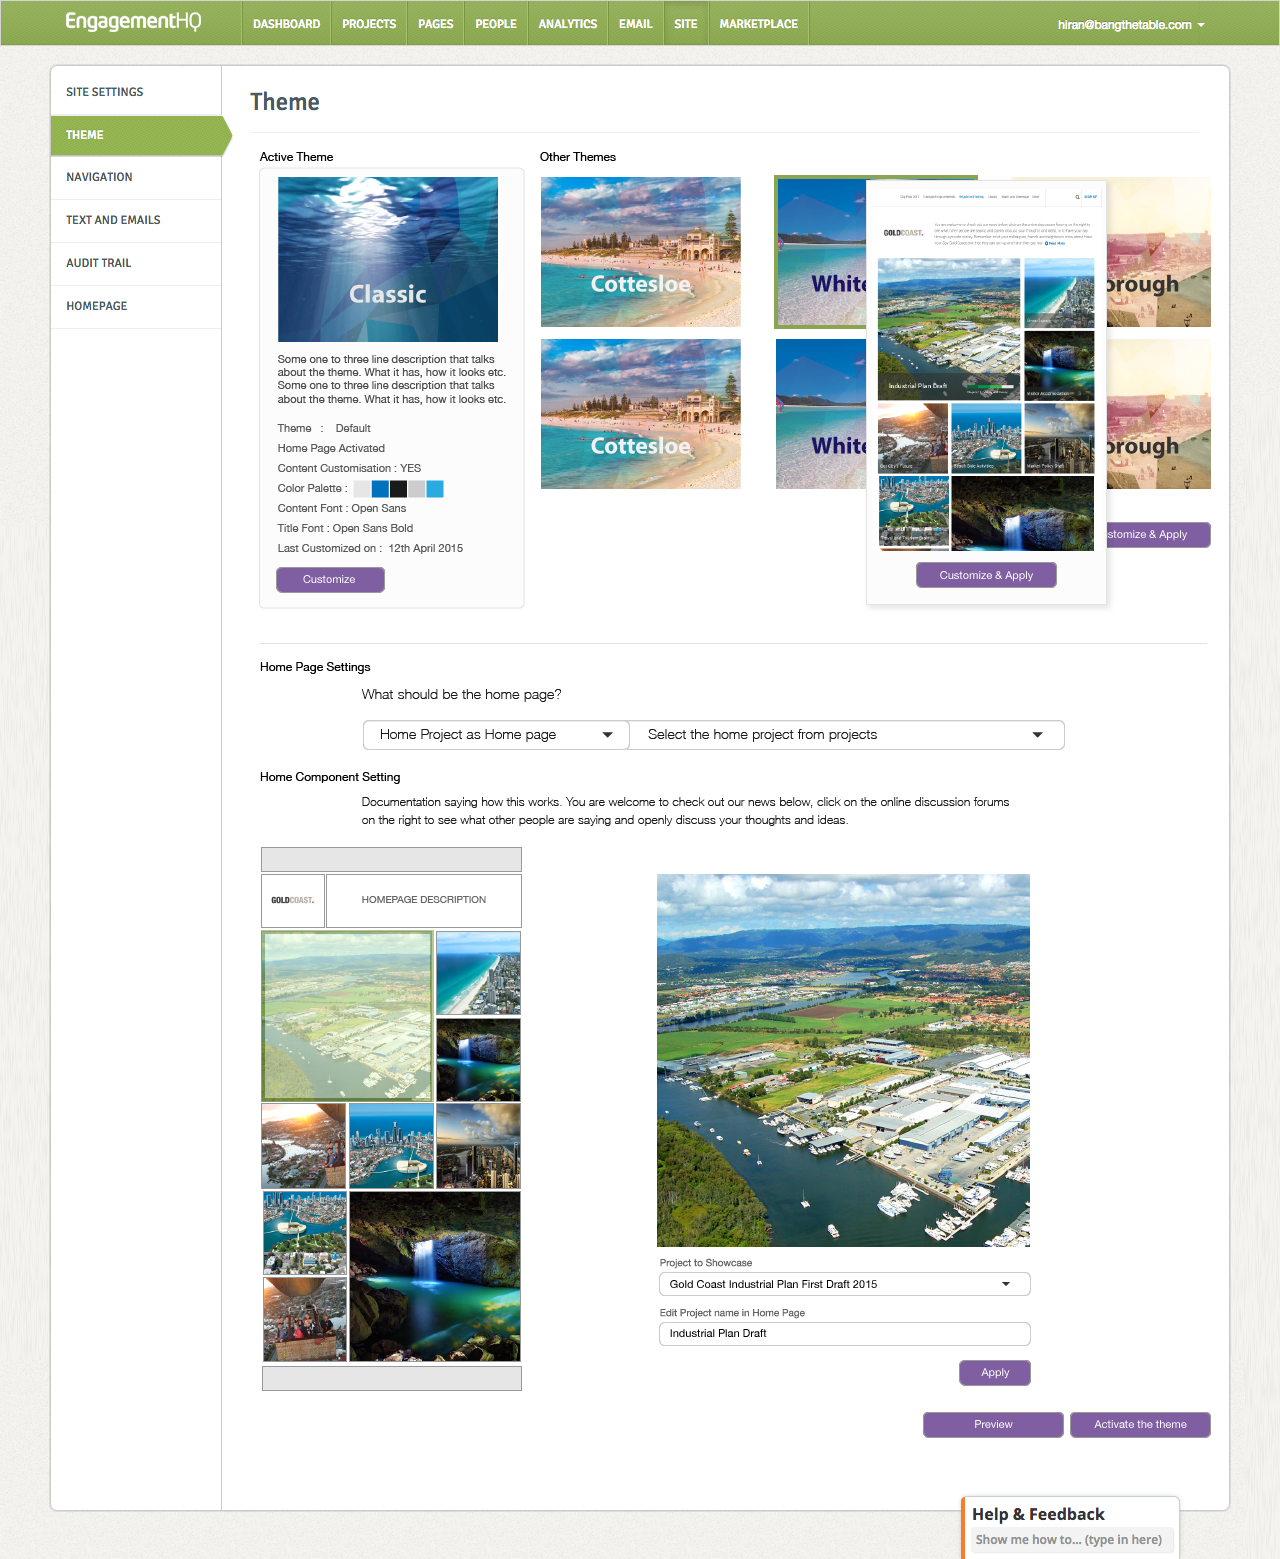 EngagementHQ
DASHBOARD
PROJECTS
PAGES
PEOPLE
ANALYTICS
EMAIL
SITE
MARKETPLACE
hiran@bangthetable.com
SITE SETTINGS
THEME
NAVIGATION
TEXT AND EMAILS
AUDIT TRAIL
HOMEPAGE
Theme
Active Theme
Classic
Some one to three line description that talks
about the theme. What it has, how it looks etc.
Some one to three line description that talks
about the theme. What it has, how it looks etc.
Theme : Default
Home Page Activated
Content Customisation : YES
Color Palette :
Content Font : Open Sans
Title Font : Open Sans Bold
Last Customized on : 12th April 2015
Customize
Other Themes
Cottesloe
White
orough
Cottesloe
White
orough
stomize & Apply
SIGN UP
GOLDCOAST.
Industrial Plan Draft
Customize & Apply
Home Page Settings
What should be the home page?
Home Project as Home page
Select the home project from projects
Home Component Setting
Documentation saying how this works. You are welcome to check out our news below, click on the online discussion forums
on the right to see what other people are saying and openly discuss your thoughts and ideas.
GOLDCOAST.
HOMEPAGE DESCRIPTION
Project to Showcase
Gold Coast Industrial Plan First Draft 2015
Edit Project name in Home Page
Industrial Plan Draft
Apply
Preview
Activate the theme
Help & Feedback
Show me how to... (type in here)